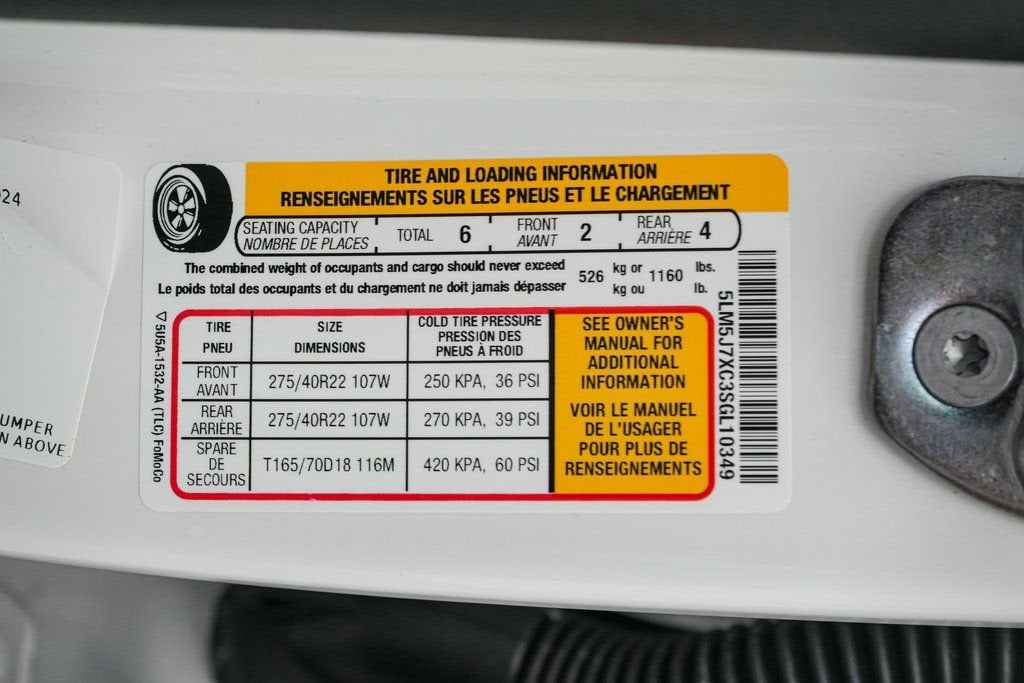 024
UMPER
N ABOVE
TIRE AND LOADING INFORMATION
RENSEIGNEMENTS SUR LES PNEUS ET LE CHARGEMENT
SEATING CAPACITY
NOMBRE DE PLACES
TOTAL 6
FRONT
AVANT
2
REAR
ARRIÈRE
4
The combined weight of occupants and cargo should never exceed
Le poids total des occupants et du chargement ne doit jamais dépasser
526 kg or 1160 lbs.
kg ou lb.
TIRE
PNEU
SIZE
DIMENSIONS
COLD TIRE PRESSURE
PRESSION DES
PNEUS À FROID
FRONT
AVANT
275/40R22 107W
250 KPA, 36 PSI
REAR
ARRIÈRE
275/40R22 107W
270 KPA, 39 PSI
SPARE
DE
SECOURS
T165/70D18 116M
420 KPA, 60 PSI
SEE OWNER'S
MANUAL FOR
ADDITIONAL
INFORMATION
VOIR LE MANUEL
DE L'USAGER
POUR PLUS DE
RENSEIGNEMENTS
5U5A-1532-AA (TLC) FoMoCo
5LM5J7XC3SGL10349